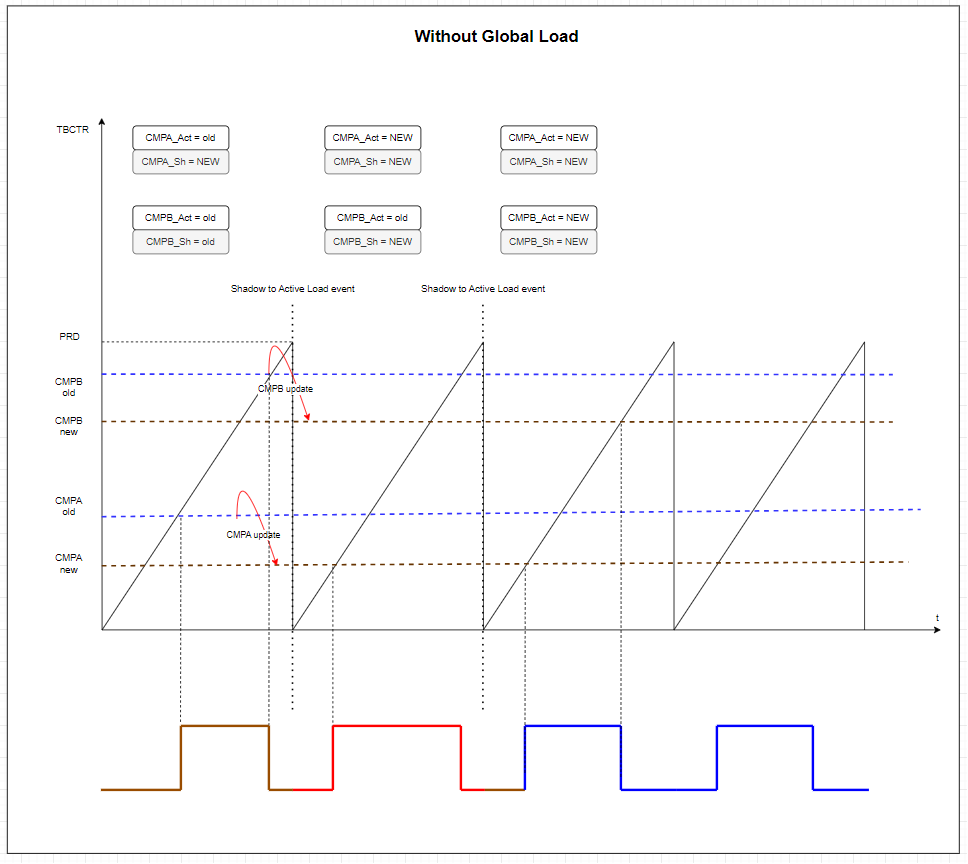 Without Global Load
TBCTR
CMPA_Act = old
CMPA_Act = NEW
CMPA_Act = NEW
CMPA_Sh = NEW
CMPA_Sh = NEW
CMPA_Sh = NEW
CMPB_Act = old
CMPB_Act = old
CMPB_Act = NEW
CMPB_Sh = old
CMPB_Sh = NEW
CMPB_Sh = NEW
Shadow to Active Load event
Shadow to Active Load event
PRD
CMPB
old
CMPB update
CMPB
new
CMPA
old
CMPA update
CMPA
new
t